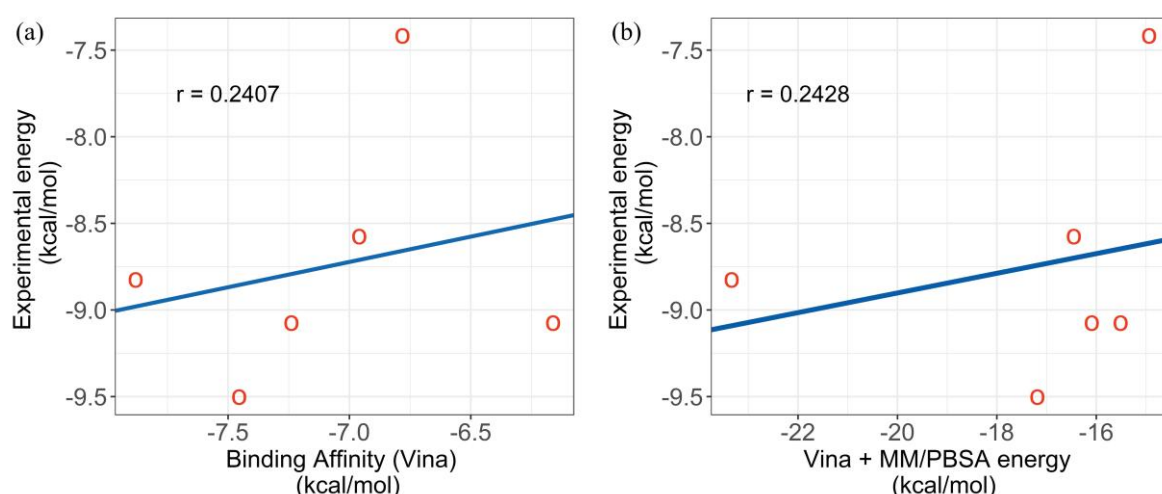 (a)
r = 0.2407
Experimental energy
(kcal/mol)
-7.5
-8.0
-8.5
-9.0
-9.5
-7.5
-7.0
-6.5
Binding Affinity (Vina)
(kcal/mol)
(b)
r = 0.2428
Experimental energy
(kcal/mol)
-7.5
-8.0
-8.5
-9.0
-9.5
-22
-20
-18
-16
Vina + MM/PBSA energy
(kcal/mol)